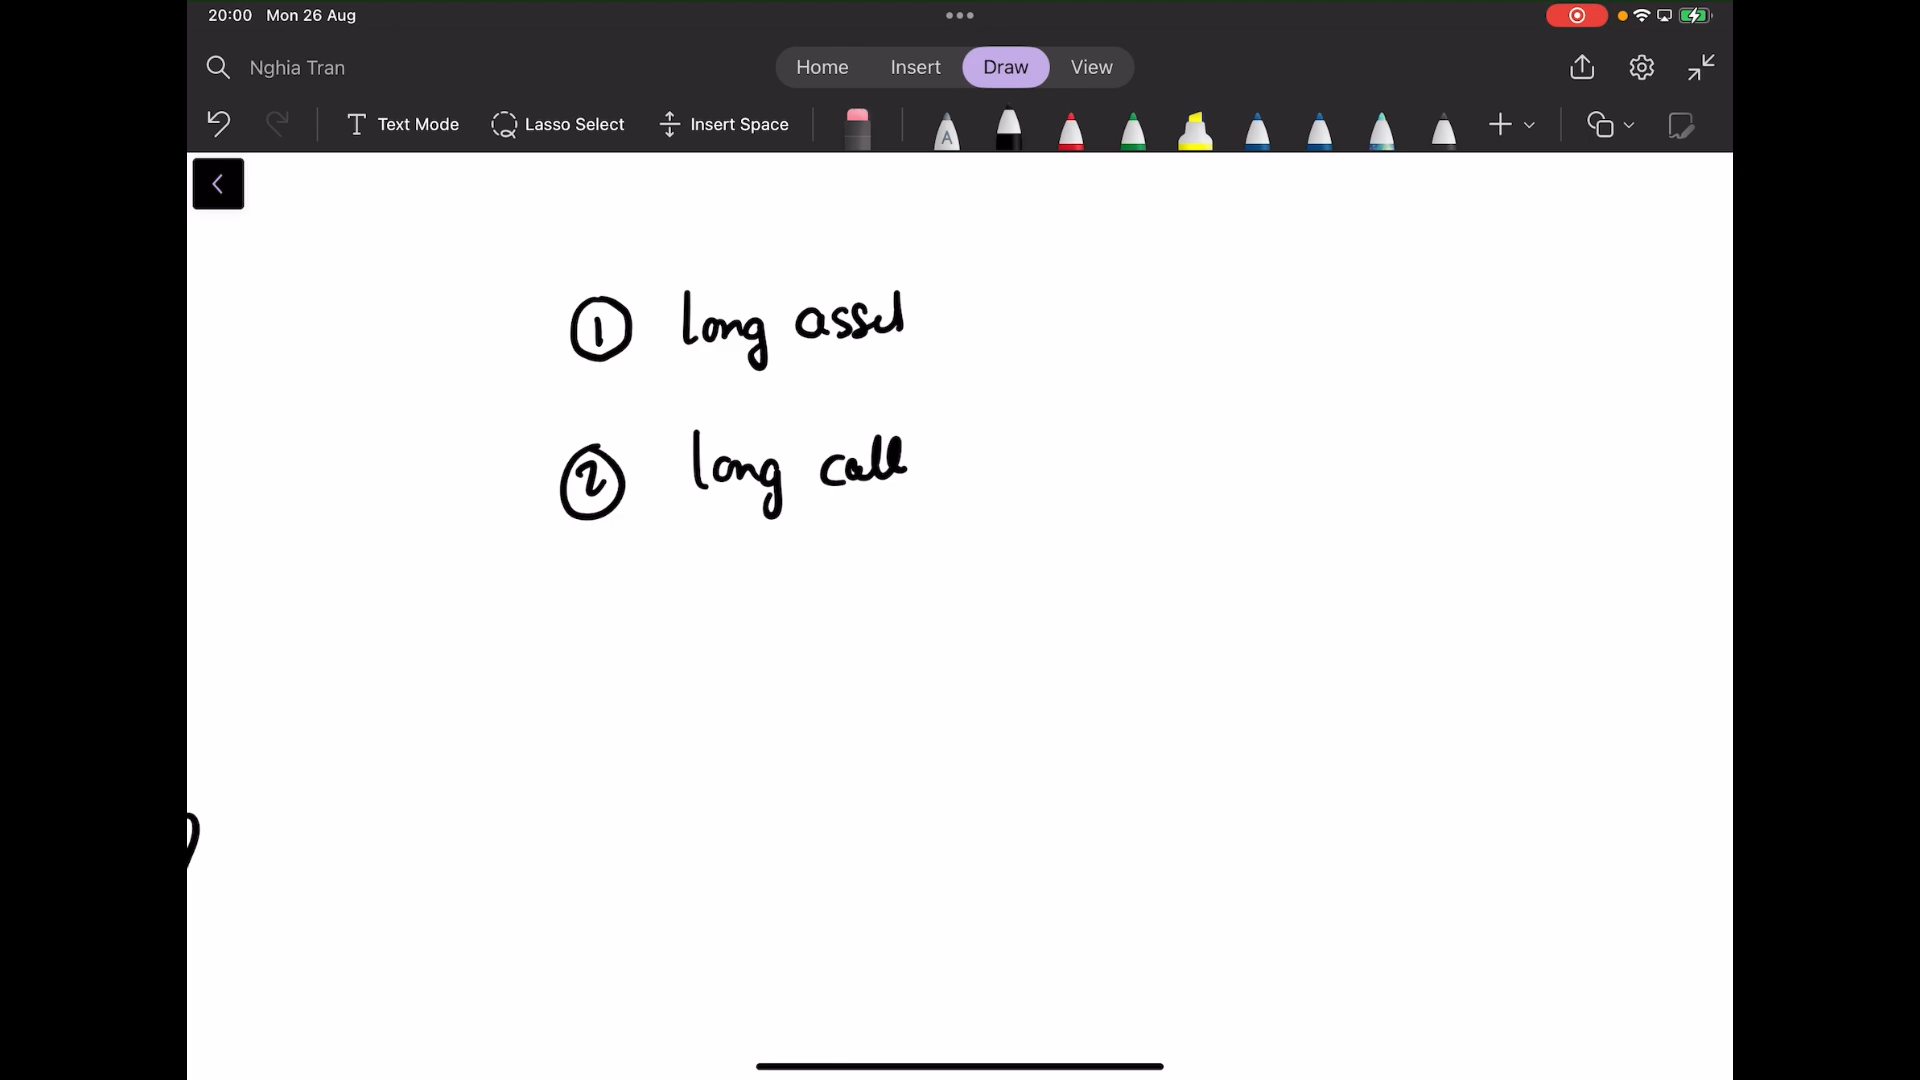 20:00 Mon 26 Aug
Nghia Tran
Home Insert Draw View
Text Mode Lasso Select Insert Space
A
① long asset
② long call